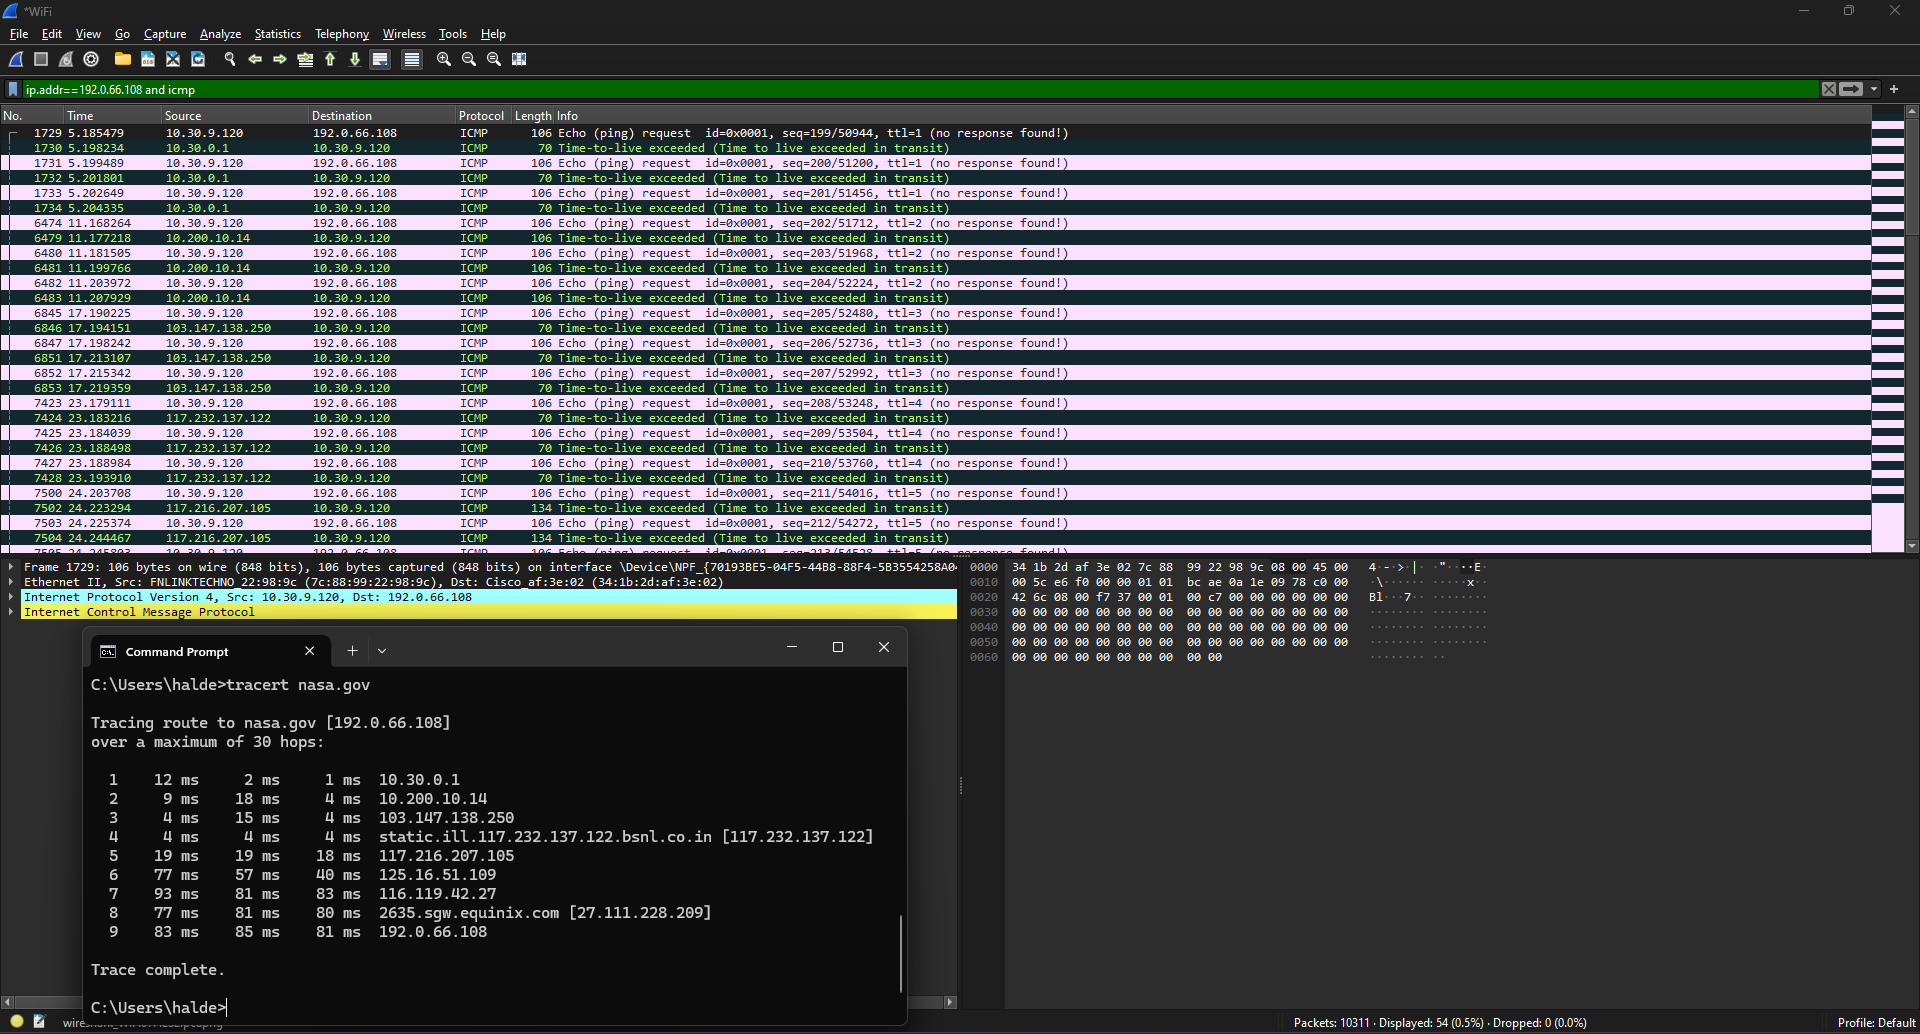 *WiFi
File Edit View Go Capture Analyze Statistics Telephony Wireless Tools Help
ip.addr==192.0.66.108 and icmp
No. Time Source Destination Protocol Length Info
1729 5.185479 10.30.9.120 192.0.66.108 ICMP 106 Echo (ping) request id=0x0001, seq=199/50944, ttl=1 (no response found!)
1730 5.198234 10.30.0.1 10.30.9.120 ICMP 70 Time-to-live exceeded (Time to live exceeded in transit)
1731 5.199489 10.30.9.120 192.0.66.108 ICMP 106 Echo (ping) request id=0x0001, seq=200/51200, ttl=1 (no response found!)
1732 5.201801 10.30.0.1 10.30.9.120 ICMP 70 Time-to-live exceeded (Time to live exceeded in transit)
1733 5.202649 10.30.9.120 192.0.66.108 ICMP 106 Echo (ping) request id=0x0001, seq=201/51456, ttl=1 (no response found!)
1734 5.204335 10.30.0.1 10.30.9.120 ICMP 70 Time-to-live exceeded (Time to live exceeded in transit)
6474 11.168264 10.30.9.120 192.0.66.108 ICMP 106 Echo (ping) request id=0x0001, seq=202/51712, ttl=2 (no response found!)
6479 11.177218 10.200.10.14 10.30.9.120 ICMP 106 Time-to-live exceeded (Time to live exceeded in transit)
6480 11.181505 10.30.9.120 192.0.66.108 ICMP 106 Echo (ping) request id=0x0001, seq=203/51968, ttl=2 (no response found!)
6481 11.199766 10.200.10.14 10.30.9.120 ICMP 106 Time-to-live exceeded (Time to live exceeded in transit)
6482 11.203972 10.30.9.120 192.0.66.108 ICMP 106 Echo (ping) request id=0x0001, seq=204/52224, ttl=2 (no response found!)
6483 11.207929 10.200.10.14 10.30.9.120 ICMP 106 Time-to-live exceeded (Time to live exceeded in transit)
6845 17.190225 10.30.9.120 192.0.66.108 ICMP 106 Echo (ping) request id=0x0001, seq=205/52480, ttl=3 (no response found!)
6846 17.194151 103.147.138.250 10.30.9.120 ICMP 70 Time-to-live exceeded (Time to live exceeded in transit)
6847 17.198242 10.30.9.120 192.0.66.108 ICMP 106 Echo (ping) request id=0x0001, seq=206/52736, ttl=3 (no response found!)
6851 17.213107 103.147.138.250 10.30.9.120 ICMP 70 Time-to-live exceeded (Time to live exceeded in transit)
6852 17.215342 10.30.9.120 192.0.66.108 ICMP 106 Echo (ping) request id=0x0001, seq=207/52992, ttl=3 (no response found!)
6853 17.219359 103.147.138.250 10.30.9.120 ICMP 70 Time-to-live exceeded (Time to live exceeded in transit)
7423 23.179111 10.30.9.120 192.0.66.108 ICMP 106 Echo (ping) request id=0x0001, seq=208/53248, ttl=4 (no response found!)
7424 23.183216 117.232.137.122 10.30.9.120 ICMP 70 Time-to-live exceeded (Time to live exceeded in transit)
7425 23.184039 10.30.9.120 192.0.66.108 ICMP 106 Echo (ping) request id=0x0001, seq=209/53504, ttl=4 (no response found!)
7426 23.188498 117.232.137.122 10.30.9.120 ICMP 70 Time-to-live exceeded (Time to live exceeded in transit)
7427 23.188984 10.30.9.120 192.0.66.108 ICMP 106 Echo (ping) request id=0x0001, seq=210/53760, ttl=4 (no response found!)
7428 23.193910 117.232.137.122 10.30.9.120 ICMP 70 Time-to-live exceeded (Time to live exceeded in transit)
7500 24.203708 10.30.9.120 192.0.66.108 ICMP 106 Echo (ping) request id=0x0001, seq=211/54016, ttl=5 (no response found!)
7502 24.223294 117.216.207.105 10.30.9.120 ICMP 134 Time-to-live exceeded (Time to live exceeded in transit)
7503 24.225374 10.30.9.120 192.0.66.108 ICMP 106 Echo (ping) request id=0x0001, seq=212/54272, ttl=5 (no response found!)
7504 24.244467 117.216.207.105 10.30.9.120 ICMP 134 Time-to-live exceeded (Time to live exceeded in transit)
7505 24.245803 10.30.9.120 192.0.66.108 ICMP 106 Echo (ping) request id=0x0001, seq=213/54528, ttl=5 (no response found!)
Frame 1729: 106 bytes on wire (848 bits), 106 bytes captured (848 bits) on interface \Device\NPF_{70193BE5-04F5-44B8-88F4-5B3554258A0
Ethernet II, Src: FNLINKTECHNO_22:98:9c (7c:88:99:22:98:9c), Dst: Cisco_af:3e:02 (34:1b:2d:af:3e:02)
Internet Protocol Version 4, Src: 10.30.9.120, Dst: 192.0.66.108
Internet Control Message Protocol
0000 34 1b 2d af 3e 02 7c 88 99 22 98 9c 08 00 45 00 4·-·>·|· ·"····E·
0010 00 5c e6 f0 00 00 01 01 bc ae 0a 1e 09 78 c0 00 ·\······ ·····x··
0020 42 6c 08 00 f7 37 00 01 00 c7 00 00 00 00 00 00 Bl···7·· ········
0030 00 00 00 00 00 00 00 00 00 00 00 00 00 00 00 00 ········ ········
0040 00 00 00 00 00 00 00 00 00 00 00 00 00 00 00 00 ········ ········
0050 00 00 00 00 00 00 00 00 00 00 00 00 00 00 00 00 ········ ········
0060 00 00 00 00 00 00 00 00 00 00 ········ ··
Command Prompt
C:\Users\halde>tracert nasa.gov
Tracing route to nasa.gov [192.0.66.108]
over a maximum of 30 hops:
1 12 ms 2 ms 1 ms 10.30.0.1
2 9 ms 18 ms 4 ms 10.200.10.14
3 4 ms 15 ms 4 ms 103.147.138.250
4 4 ms 4 ms 4 ms static.ill.117.232.137.122.bsnl.co.in [117.232.137.122]
5 19 ms 19 ms 18 ms 117.216.207.105
6 77 ms 57 ms 40 ms 125.16.51.109
7 93 ms 81 ms 83 ms 116.119.42.27
8 77 ms 81 ms 80 ms 2635.sgw.equinix.com [27.111.228.209]
9 83 ms 85 ms 81 ms 192.0.66.108
Trace complete.
C:\Users\halde>
Packets: 10311 · Displayed: 54 (0.5%) · Dropped: 0 (0.0%)
Profile: Default